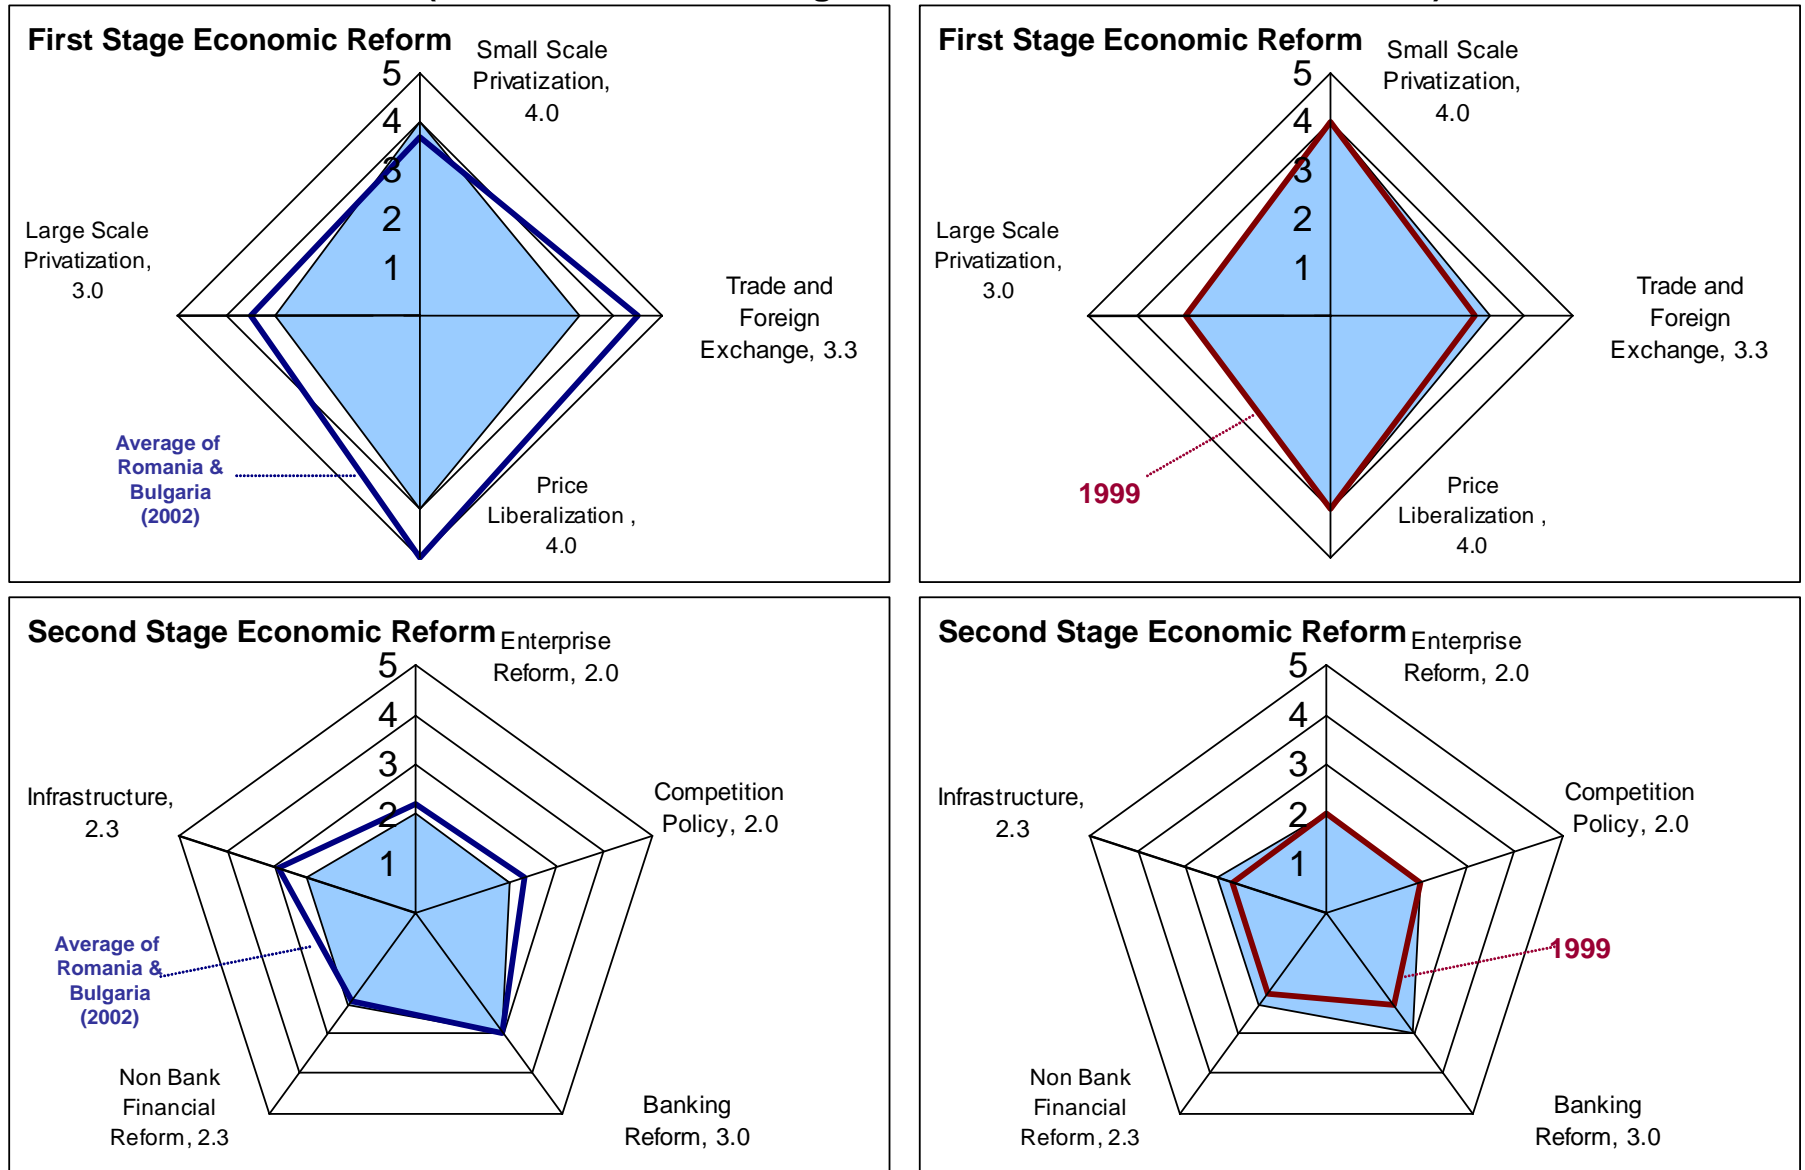 First Stage Economic Reform
Small Scale
Privatization,
4.0
5
4
3
2
1
Large Scale
Privatization,
3.0
Trade and
Foreign
Exchange, 3.3
Average of
Romania &
Bulgaria
(2002)
Price
Liberalization ,
4.0
First Stage Economic Reform
Small Scale
Privatization,
4.0
5
4
3
2
1
Large Scale
Privatization,
3.0
Trade and
Foreign
Exchange, 3.3
1999
Price
Liberalization ,
4.0
Second Stage Economic Reform
Enterprise
Reform, 2.0
5
4
3
2
1
Infrastructure,
2.3
Competition
Policy, 2.0
Average of
Romania &
Bulgaria
(2002)
Non Bank
Financial
Reform, 2.3
Banking
Reform, 3.0
Second Stage Economic Reform
Enterprise
Reform, 2.0
5
4
3
2
1
Infrastructure,
2.3
Competition
Policy, 2.0
1999
Non Bank
Financial
Reform, 2.3
Banking
Reform, 3.0